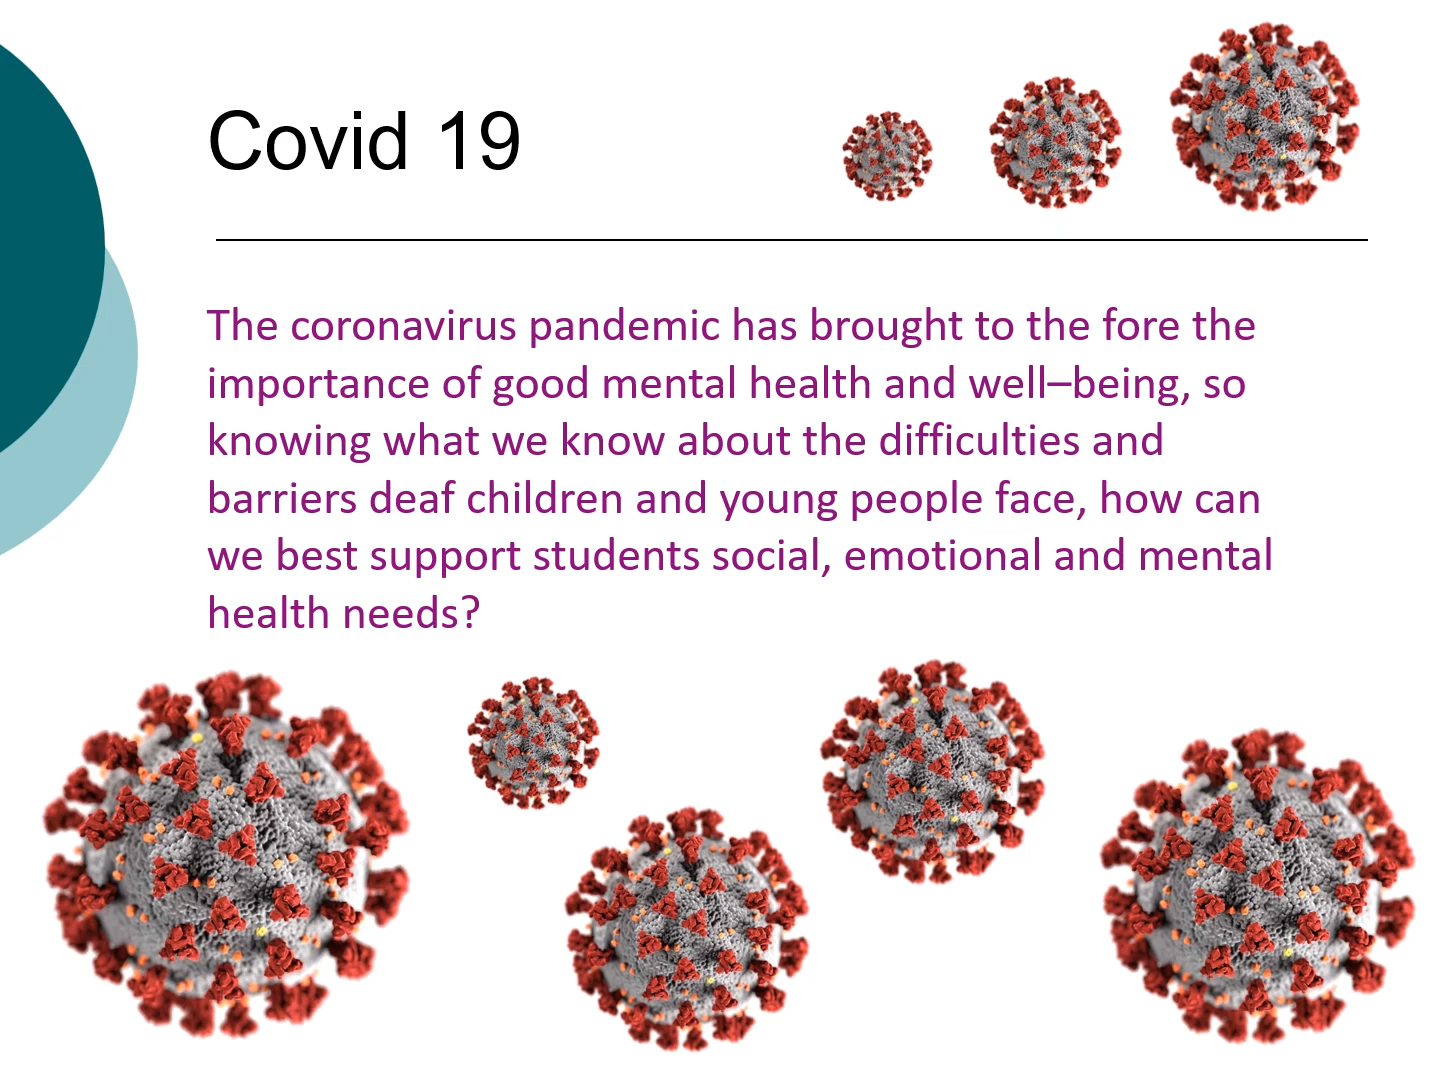 Covid 19
The coronavirus pandemic has brought to the fore the
importance of good mental health and well–being, so
knowing what we know about the difficulties and
barriers deaf children and young people face, how can
we best support students social, emotional and mental
health needs?